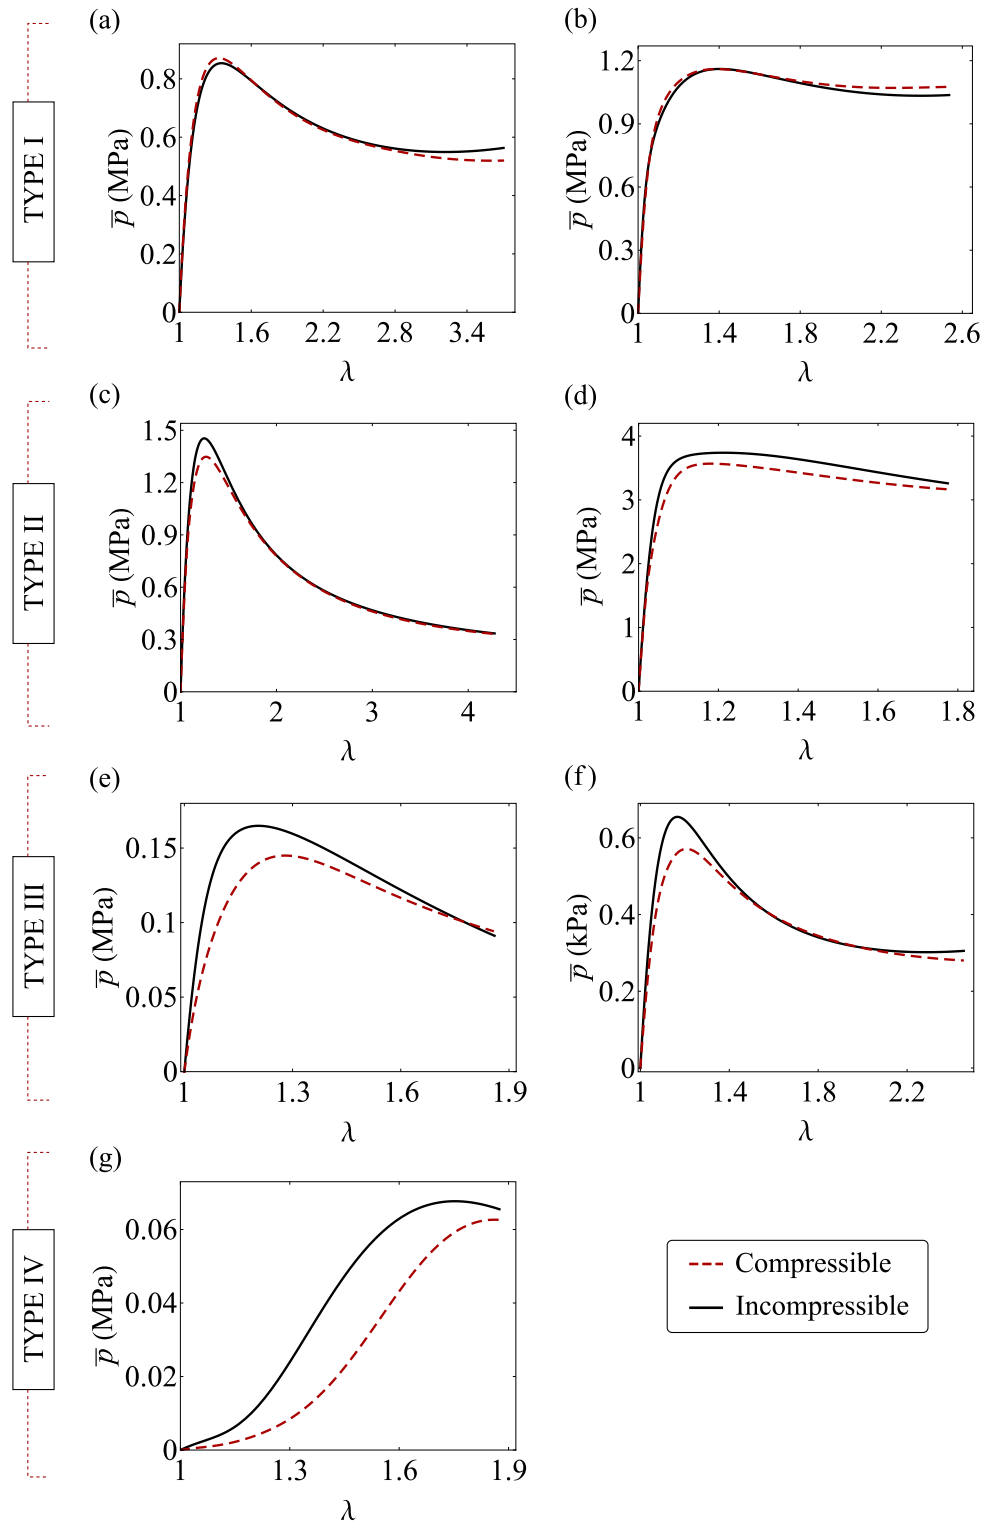 TYPE I
(a)
0.8
0.6
0.4
0.2
0
p̅ (MPa)
1 1.6 2.2 2.8 3.4
λ
(b)
1.2
0.9
0.6
0.3
0
p̅ (MPa)
1 1.4 1.8 2.2 2.6
λ
TYPE II
(c)
1.5
1.2
0.9
0.6
0.3
0
p̅ (MPa)
1 2 3 4
λ
(d)
4
3
2
1
0
p̅ (MPa)
1 1.2 1.4 1.6 1.8
λ
TYPE III
(e)
0.15
0.1
0.05
0
p̅ (MPa)
1 1.3 1.6 1.9
λ
(f)
0.6
0.4
0.2
0
p̅ (kPa)
1 1.4 1.8 2.2
λ
TYPE IV
(g)
0.06
0.04
0.02
0
p̅ (MPa)
1 1.3 1.6 1.9
λ
Compressible
Incompressible